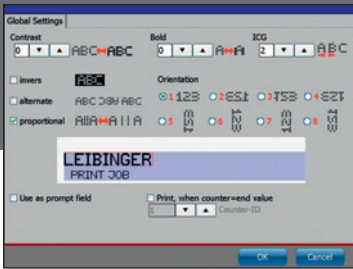 Global Settings
Contrast Bold ICG
0 ABC ABC 0 A A 2 ABC
invers ABC Orientation
alternate ABC ABC 1 123 2 3 4
proportional AIIA AIIA 5 6 7 8
LEIBINGER
PRINT JOB
Use as prompt field Print, when counter=end value
1 Counter-ID
OK Cancel